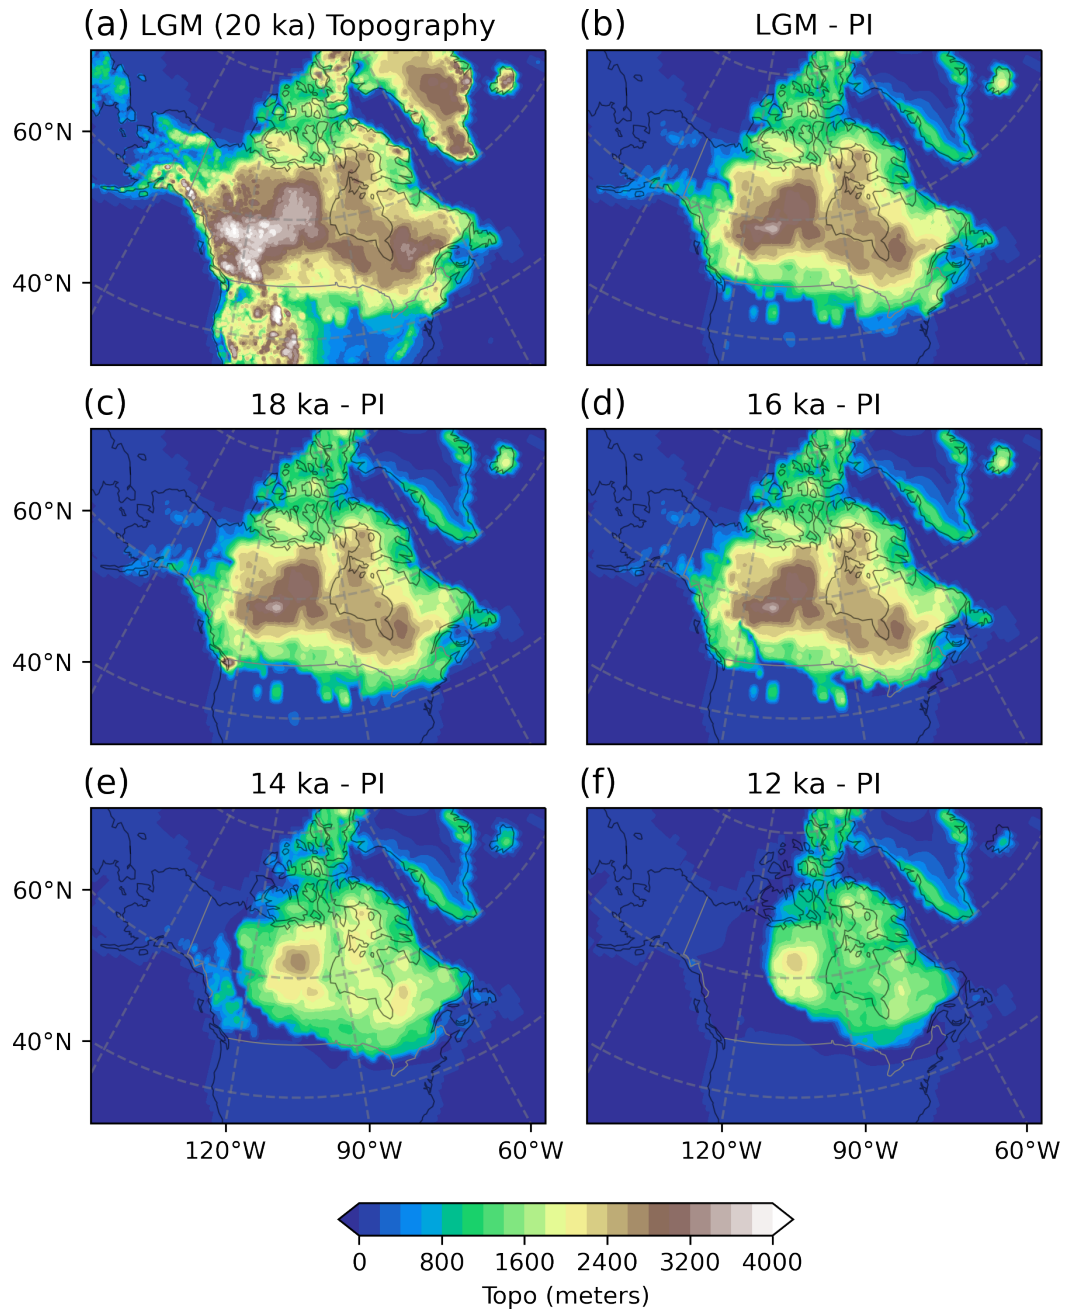 (a) LGM (20 ka) Topography
(b) LGM - PI
60°N
40°N
(c) 18 ka - PI
(d) 16 ka - PI
60°N
40°N
(e) 14 ka - PI
(f) 12 ka - PI
60°N
40°N
120°W 90°W 60°W
120°W 90°W 60°W
0 800 1600 2400 3200 4000
Topo (meters)